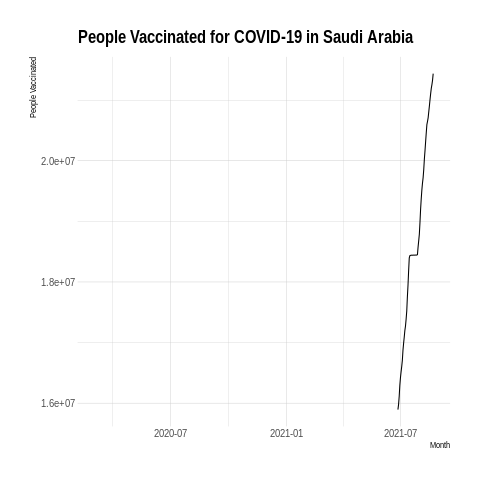 People Vaccinated for COVID-19 in Saudi Arabia
People Vaccinated
2.0e+07
1.8e+07
1.6e+07
2020-07 2021-01 2021-07
Month